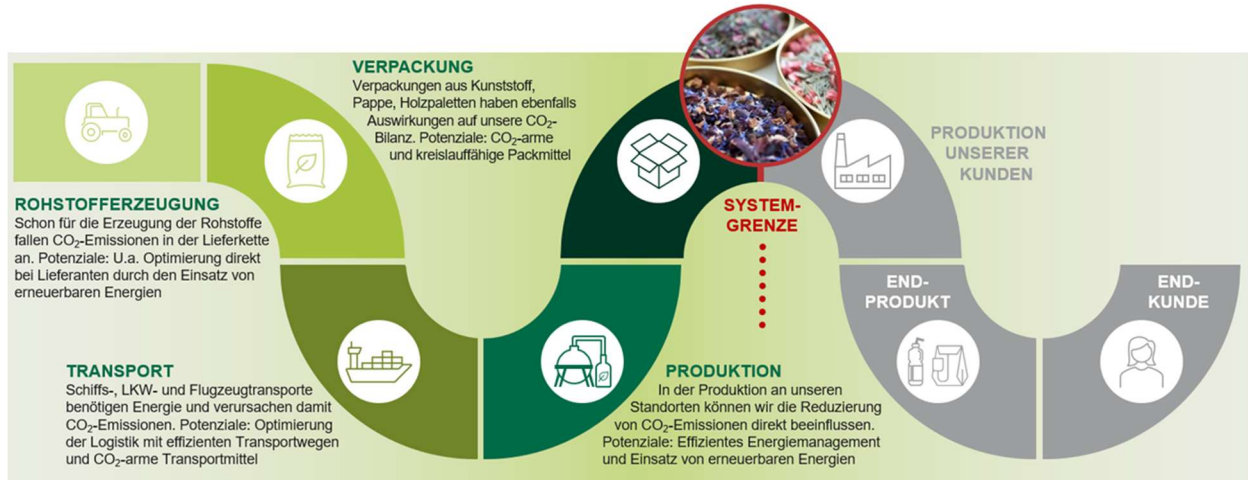 ROHSTOFFERZEUGUNG
Schon für die Erzeugung der Rohstoffe
fallen CO₂-Emissionen in der Lieferkette
an. Potenziale: U.a. Optimierung direkt
bei Lieferanten durch den Einsatz von
erneuerbaren Energien
TRANSPORT
Schiffs-, LKW- und Flugzeugtransporte
benötigen Energie und verursachen damit
CO₂-Emissionen. Potenziale: Optimierung
der Logistik mit effizienten Transportwegen
und CO₂-arme Transportmittel
VERPACKUNG
Verpackungen aus Kunststoff,
Pappe, Holzpaletten haben ebenfalls
Auswirkungen auf unsere CO₂-
Bilanz. Potenziale: CO₂-arme
und kreislauffähige Packmittel
PRODUKTION
In der Produktion an unseren
Standorten können wir die Reduzierung
von CO₂-Emissionen direkt beeinflussen.
Potenziale: Effizientes Energiemanagement
und Einsatz von erneuerbaren Energien
SYSTEM-
GRENZE
PRODUKTION
UNSERER
KUNDEN
END-
PRODUKT
END-
KUNDE